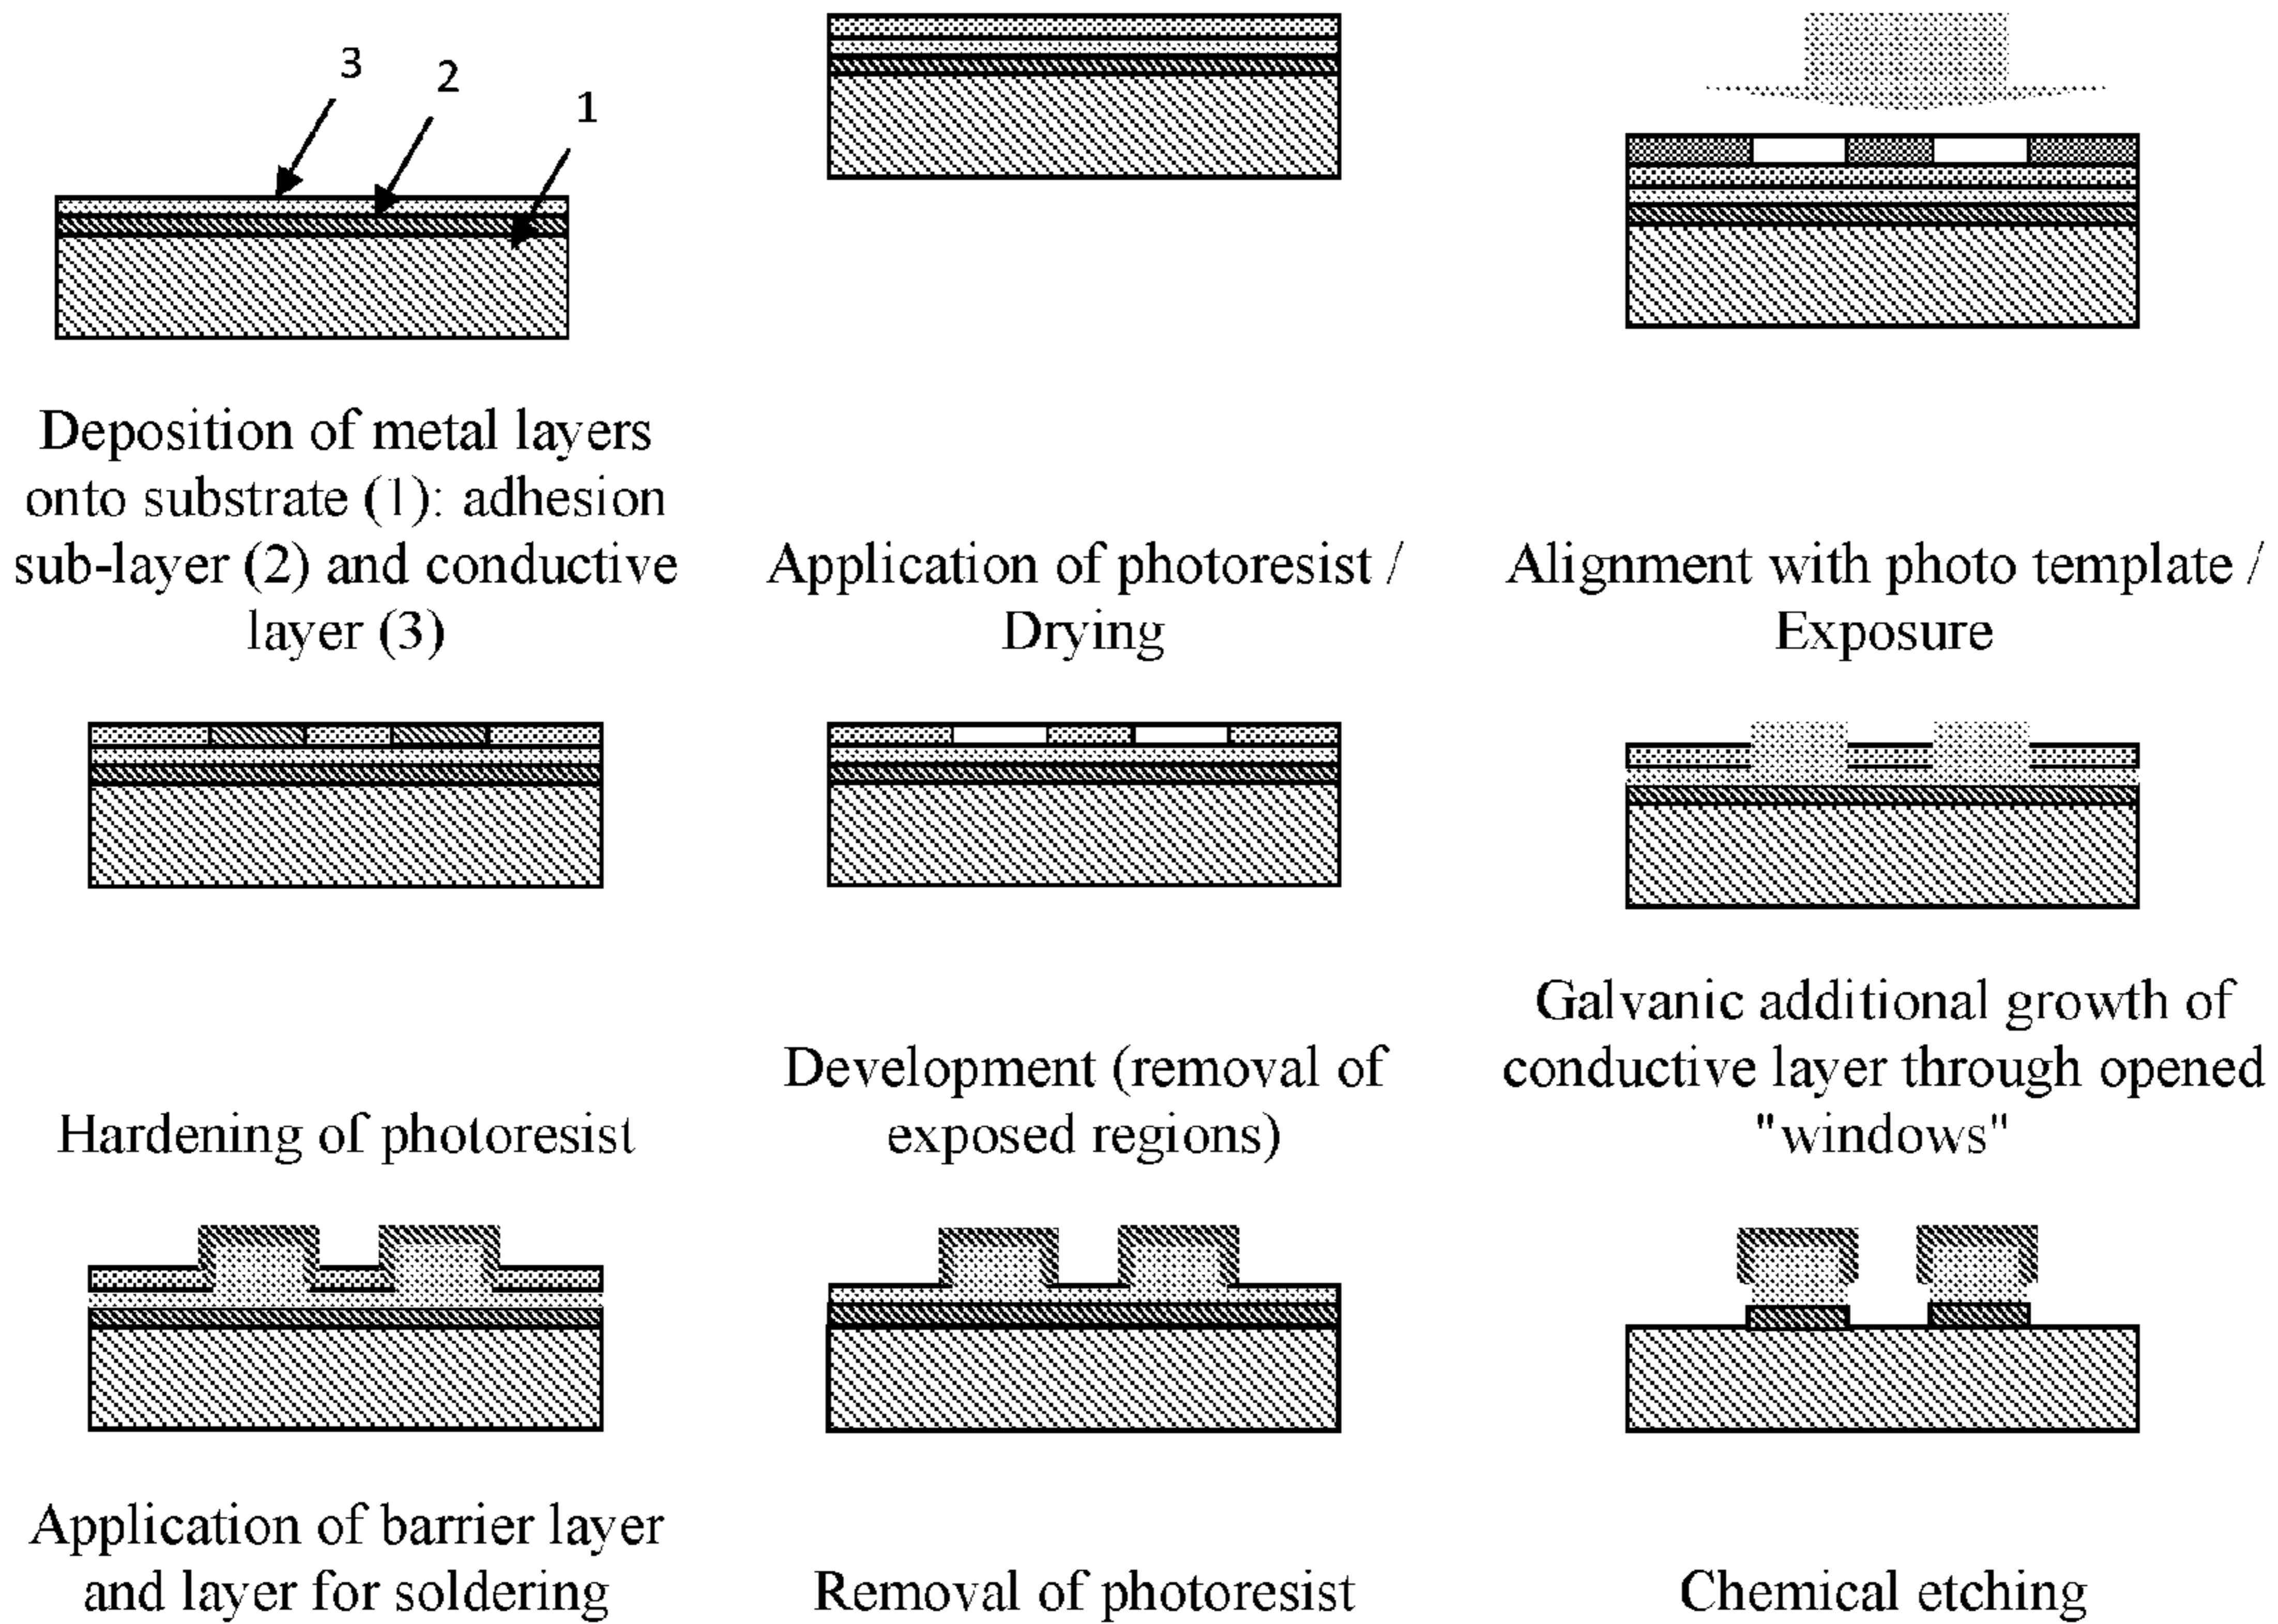 3
2
1
Deposition of metal layers
onto substrate (1): adhesion
sub-layer (2) and conductive
layer (3)
Application of photoresist /
Drying
Alignment with photo template /
Exposure
Hardening of photoresist
Development (removal of
exposed regions)
Galvanic additional growth of
conductive layer through opened
"windows"
Application of barrier layer
and layer for soldering
Removal of photoresist
Chemical etching